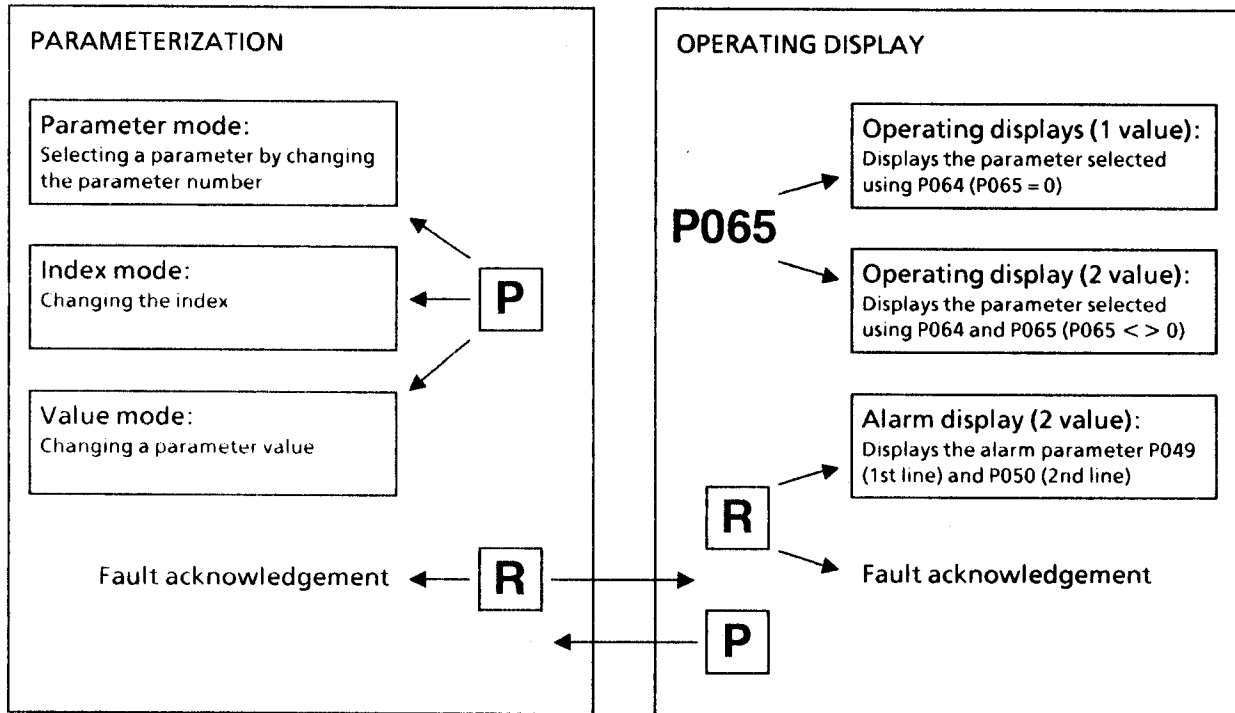 PARAMETERIZATION
Parameter mode:
Selecting a parameter by changing
the parameter number
Index mode:
Changing the index
P
Value mode:
Changing a parameter value
Fault acknowledgement
R
OPERATING DISPLAY
Operating displays (1 value):
Displays the parameter selected
using P064 (P065 = 0)
P065
Operating display (2 value):
Displays the parameter selected
using P064 and P065 (P065 < > 0)
Alarm display (2 value):
Displays the alarm parameter P049
(1st line) and P050 (2nd line)
R
Fault acknowledgement
P